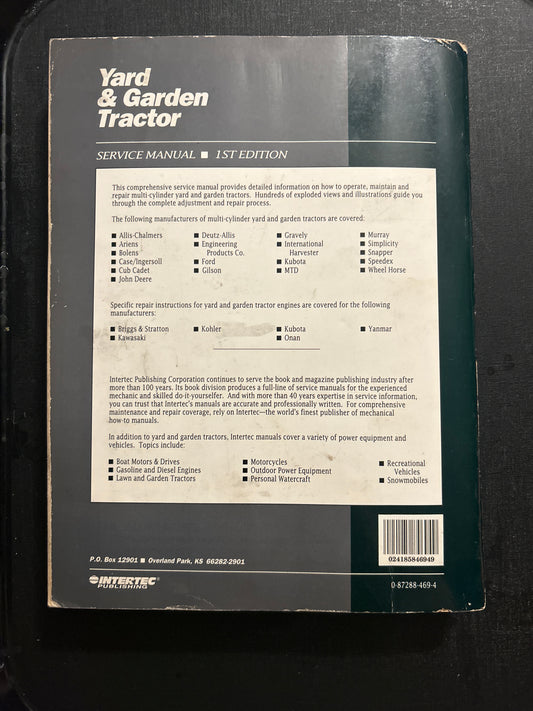 Yard
& Garden
Tractor
SERVICE MANUAL ■ 1ST EDITION
This comprehensive service manual provides detailed information on how to operate, maintain and
repair multi-cylinder yard and garden tractors. Hundreds of exploded views and illustrations guide you
through the complete adjustment and repair process.
The following manufacturers of multi-cylinder yard and garden tractors are covered:
■ Allis-Chalmers
■ Ariens
■ Bolens
■ Case/Ingersoll
■ Cub Cadet
■ John Deere
■ Deutz-Allis
■ Engineering
Products Co.
■ Ford
■ Gilson
■ Gravely
■ International
Harvester
■ Kubota
■ MTD
■ Murray
■ Simplicity
■ Snapper
■ Speedex
■ Wheel Horse
Specific repair instructions for yard and garden tractor engines are covered for the following
manufacturers:
■ Briggs & Stratton
■ Kawasaki
■ Kohler
■ Kubota
■ Onan
■ Yanmar
Intertec Publishing Corporation continues to serve the book and magazine publishing industry after
more than 100 years. Its book division produces a full-line of service manuals for the experienced
mechanic and skilled do-it-yourselfer. And with more than 40 years expertise in service information,
you can trust that Intertec's manuals are accurate and professionally written. For comprehensive
maintenance and repair coverage, rely on Intertec—the world's finest publisher of mechanical
how-to manuals.
In addition to yard and garden tractors, Intertec manuals cover a variety of power equipment and
vehicles. Topics include:
■ Boat Motors & Drives
■ Gasoline and Diesel Engines
■ Lawn and Garden Tractors
■ Motorcycles
■ Outdoor Power Equipment
■ Personal Watercraft
■ Recreational
Vehicles
■ Snowmobiles
024185846949
P.O. Box 12901 ■ Overland Park, KS 66282-2901
INTERTEC
PUBLISHING
0-87288-469-4